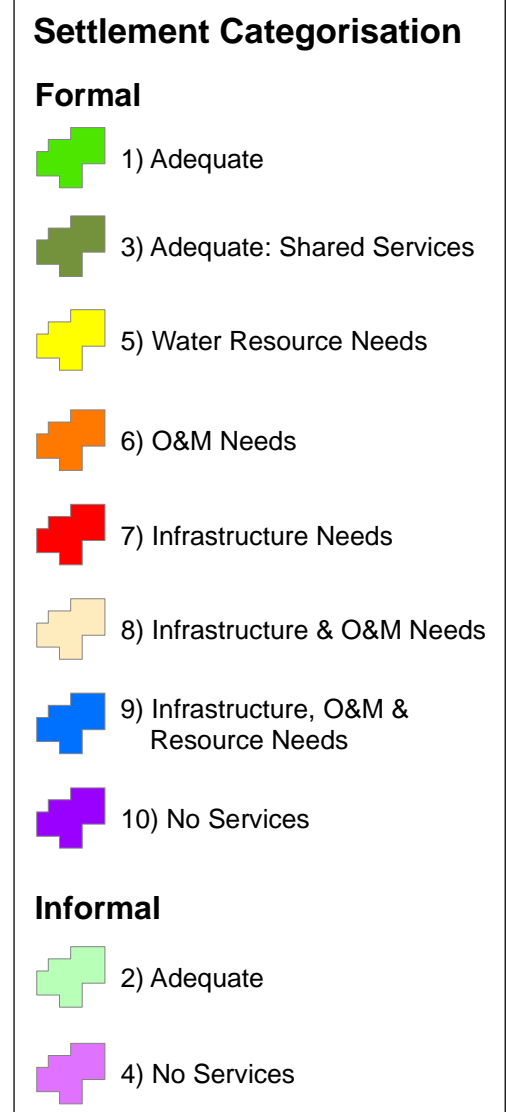 Settlement Categorisation
Formal
1) Adequate
3) Adequate: Shared Services
5) Water Resource Needs
6) O&M Needs
7) Infrastructure Needs
8) Infrastructure & O&M Needs
9) Infrastructure, O&M &
Resource Needs
10) No Services
Informal
2) Adequate
4) No Services